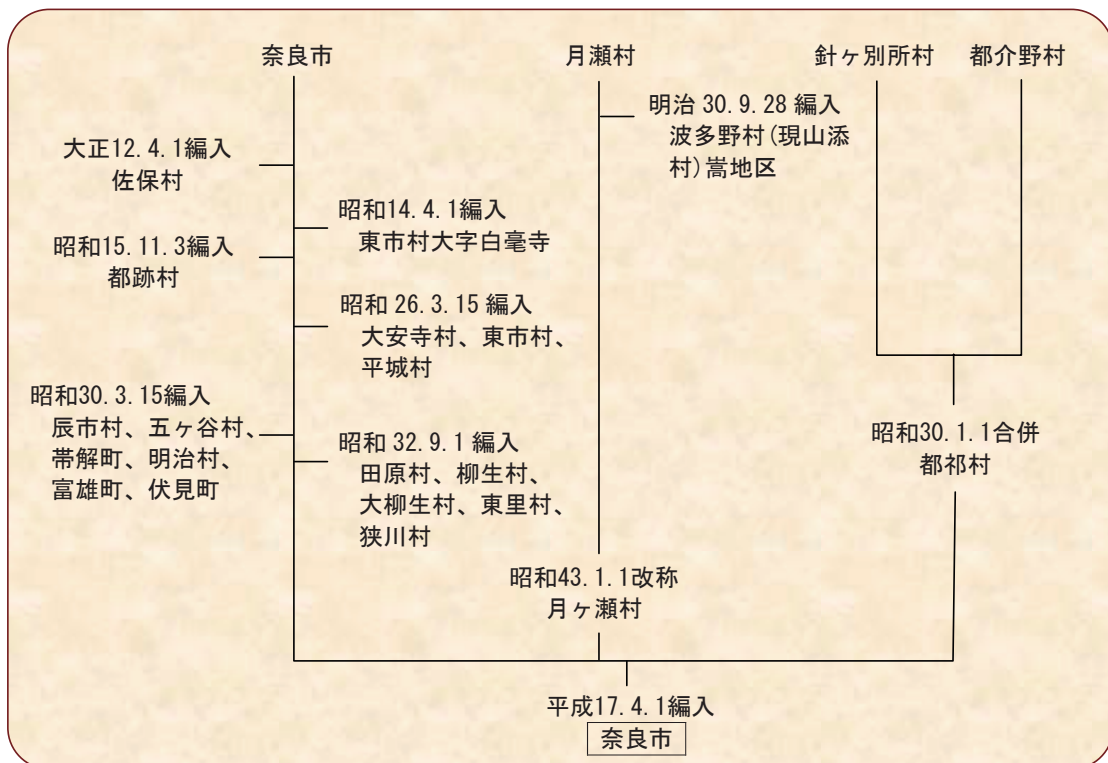 奈良市
月瀬村
針ヶ別所村
都介野村
明治 30.9.28 編入
波多野村(現山添
村)嵩地区
大正12.4.1編入
佐保村
昭和14.4.1編入
東市村大字白毫寺
昭和15.11.3編入
都跡村
昭和 26.3.15 編入
大安寺村、東市村、
平城村
昭和30.3.15編入
辰市村、五ヶ谷村、
帯解町、明治村、
富雄町、伏見町
昭和 32.9.1 編入
田原村、柳生村、
大柳生村、東里村、
狭川村
昭和30.1.1合併
都祁村
昭和43.1.1改称
月ヶ瀬村
平成17.4.1編入
奈良市